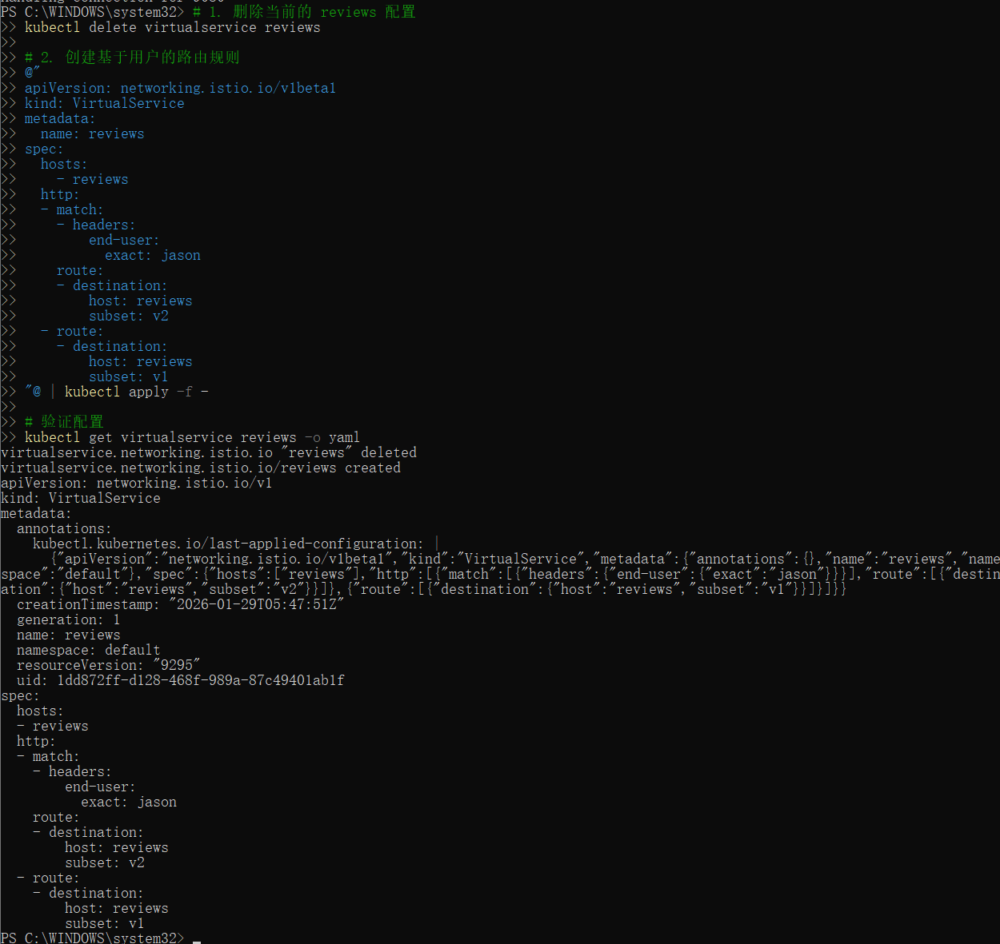 PS C:\WINDOWS\system32> # 1. 删除当前的 reviews 配置
>> kubectl delete virtualservice reviews
>>
>> # 2. 创建基于用户的路由规则
>> @"
>> apiVersion: networking.istio.io/v1beta1
>> kind: VirtualService
>> metadata:
>>   name: reviews
>> spec:
>>   hosts:
>>     - reviews
>>   http:
>>   - match:
>>     - headers:
>>         end-user:
>>           exact: jason
>>     route:
>>     - destination:
>>         host: reviews
>>         subset: v2
>>   - route:
>>     - destination:
>>         host: reviews
>>         subset: v1
>> "@ | kubectl apply -f -
>>
>> # 验证配置
>> kubectl get virtualservice reviews -o yaml
virtualservice.networking.istio.io "reviews" deleted
virtualservice.networking.istio.io/reviews created
apiVersion: networking.istio.io/v1
kind: VirtualService
metadata:
  annotations:
    kubectl.kubernetes.io/last-applied-configuration: |
      {"apiVersion":"networking.istio.io/v1beta1","kind":"VirtualService","metadata":{"annotations":{},"name":"reviews","name
space":"default"},"spec":{"hosts":["reviews"],"http":[{"match":[{"headers":{"end-user":{"exact":"jason"}}}],"route":[{"destin
ation":{"host":"reviews","subset":"v2"}}]},{"route":[{"destination":{"host":"reviews","subset":"v1"}}]}]}}
  creationTimestamp: "2026-01-29T05:47:51Z"
  generation: 1
  name: reviews
  namespace: default
  resourceVersion: "9295"
  uid: 1dd872ff-d128-468f-989a-87c49401ab1f
spec:
  hosts:
  - reviews
  http:
  - match:
    - headers:
        end-user:
          exact: jason
    route:
    - destination:
        host: reviews
        subset: v2
  - route:
    - destination:
        host: reviews
        subset: v1
PS C:\WINDOWS\system32>